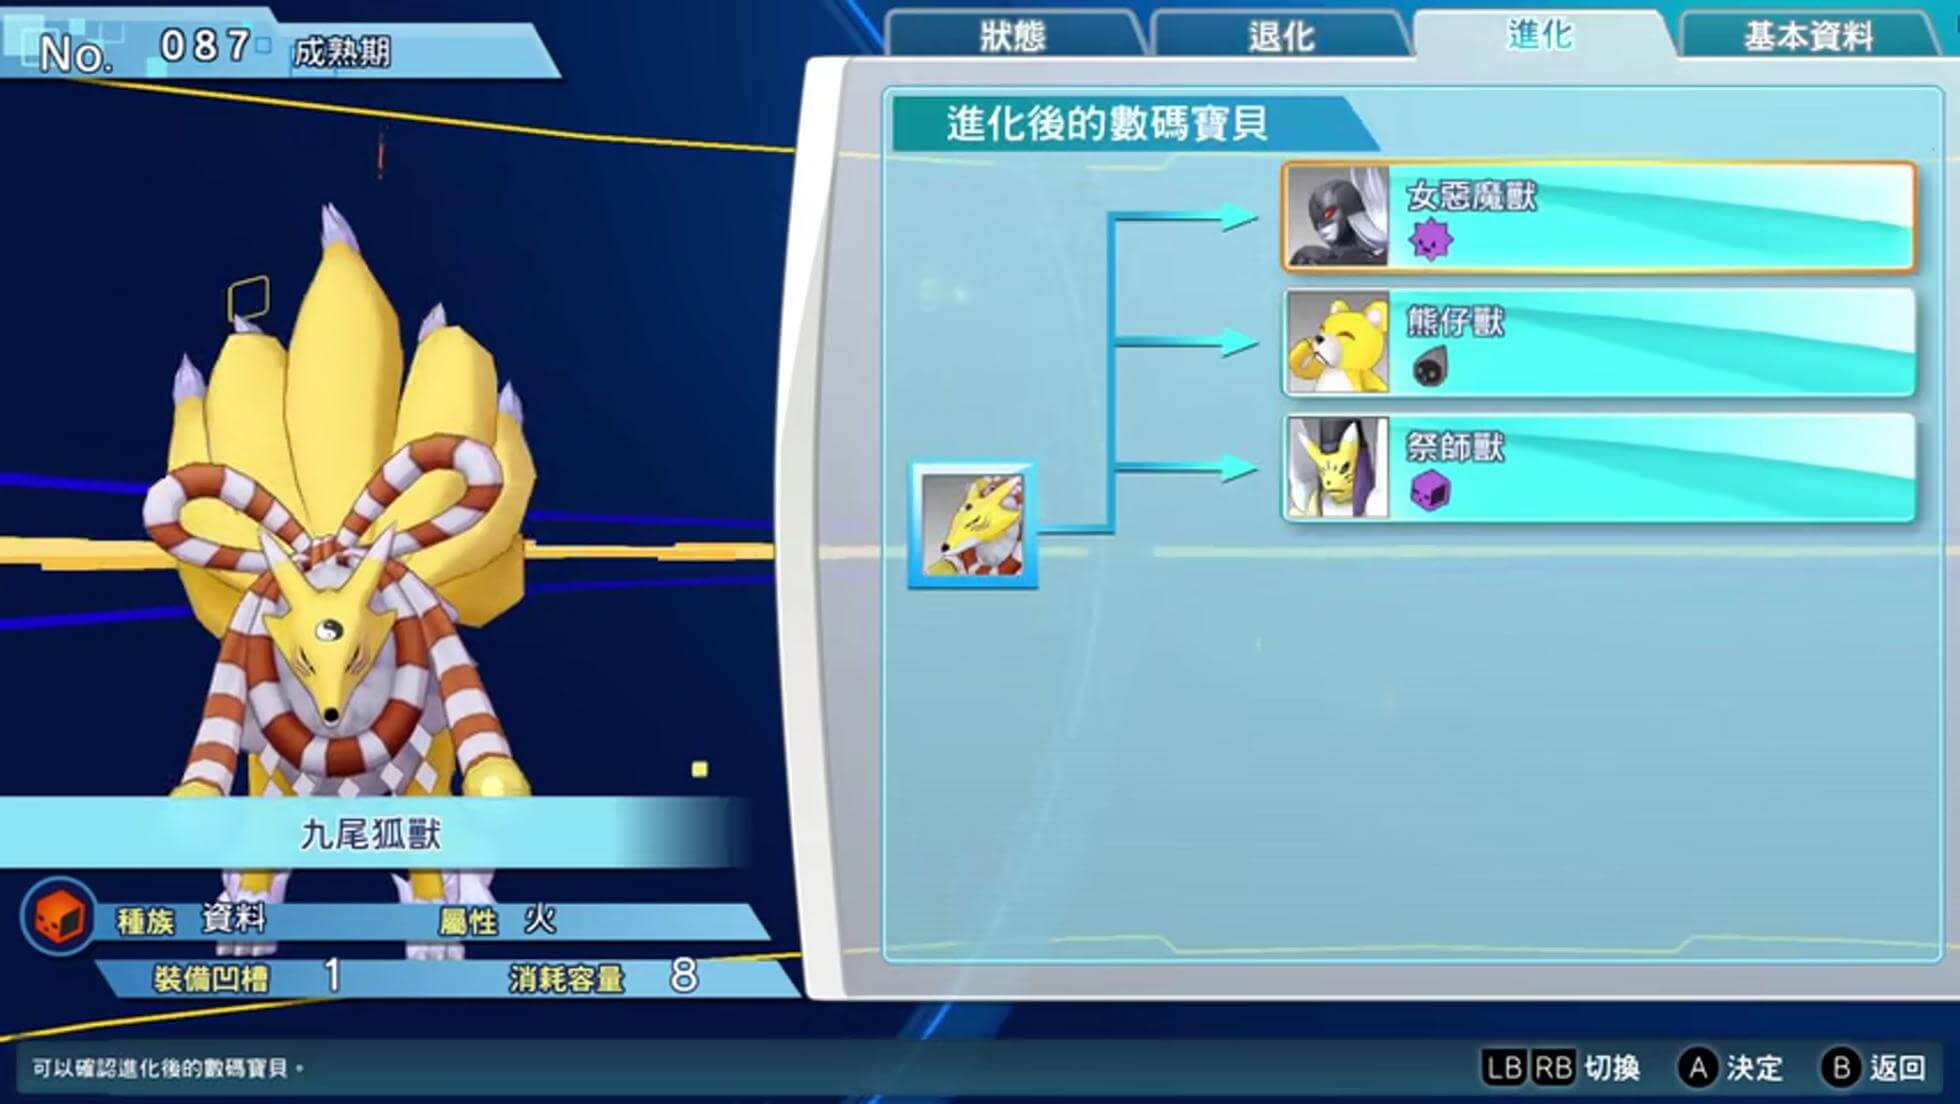 No. 087 成熟期
狀態 退化 進化 基本資料
進化後的數碼寶貝
女惡魔獸
熊仔獸
祭師獸
九尾狐獸
種族 資料 屬性 火
裝備凹槽 1 消耗容量 8
可以確認進化後的數碼寶貝。
LB RB 切換 A 決定 B 返回